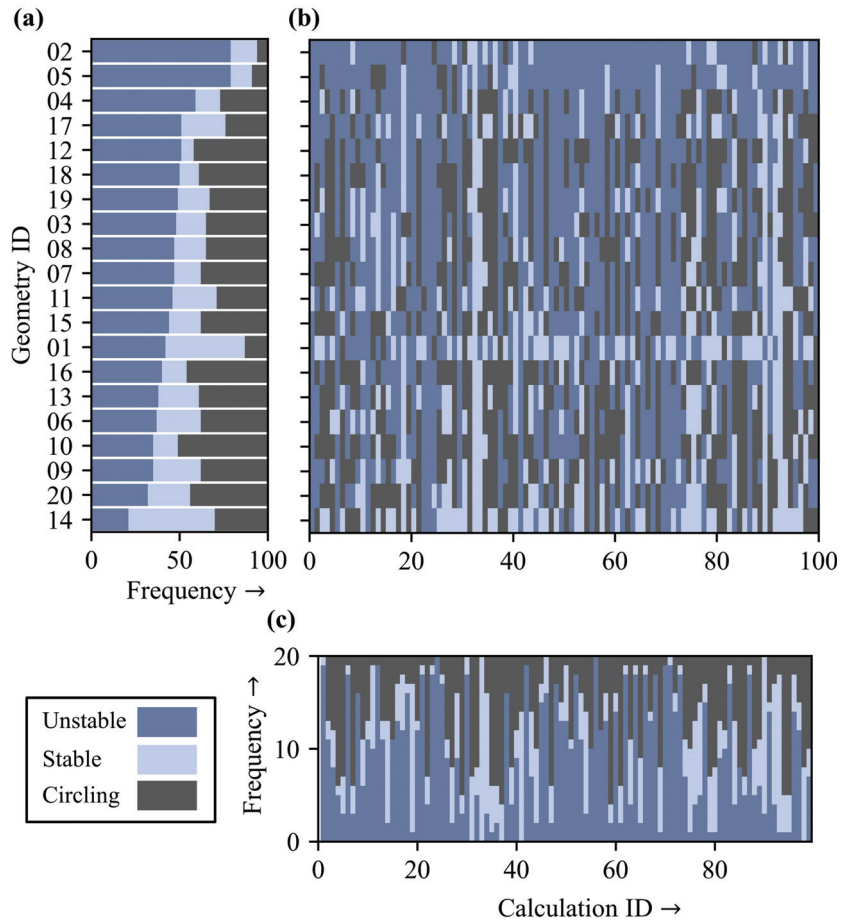 (a)
(b)
02
05
04
17
12
18
19
03
08
07
11
15
01
16
13
06
10
09
20
14
Geometry ID
0 50 100
Frequency →
0 20 40 60 80 100
(c)
20
10
0
Frequency →
0 20 40 60 80
Calculation ID →
Unstable
Stable
Circling